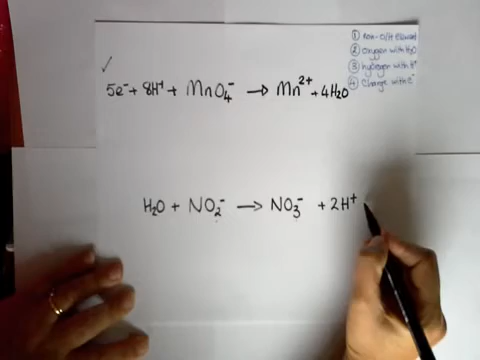 ① non-O/H element
② oxygen with H₂O
③ hydrogen with H⁺
④ Charge with e⁻
✓
5e⁻ + 8H⁺ + MnO₄⁻ → Mn²⁺ + 4H₂O
H₂O + NO₂⁻ → NO₃⁻ + 2H⁺